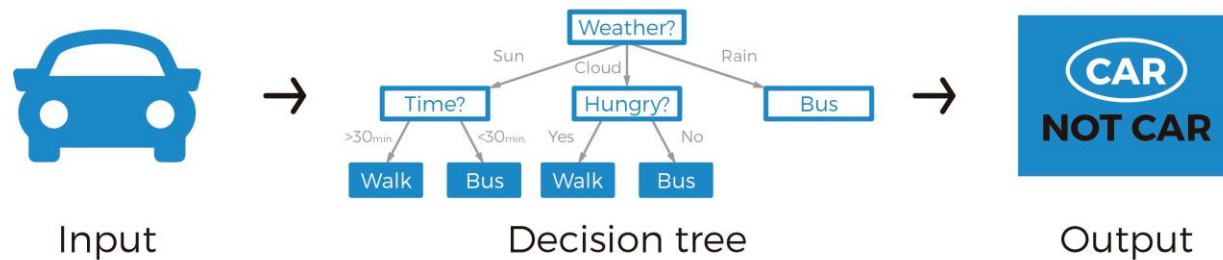 Weather?
Sun
Cloud
Rain
Time?
Hungry?
Bus
>30min.
<30min.
Yes
No
Walk
Bus
Walk
Bus
CAR
NOT CAR
Input
Decision tree
Output